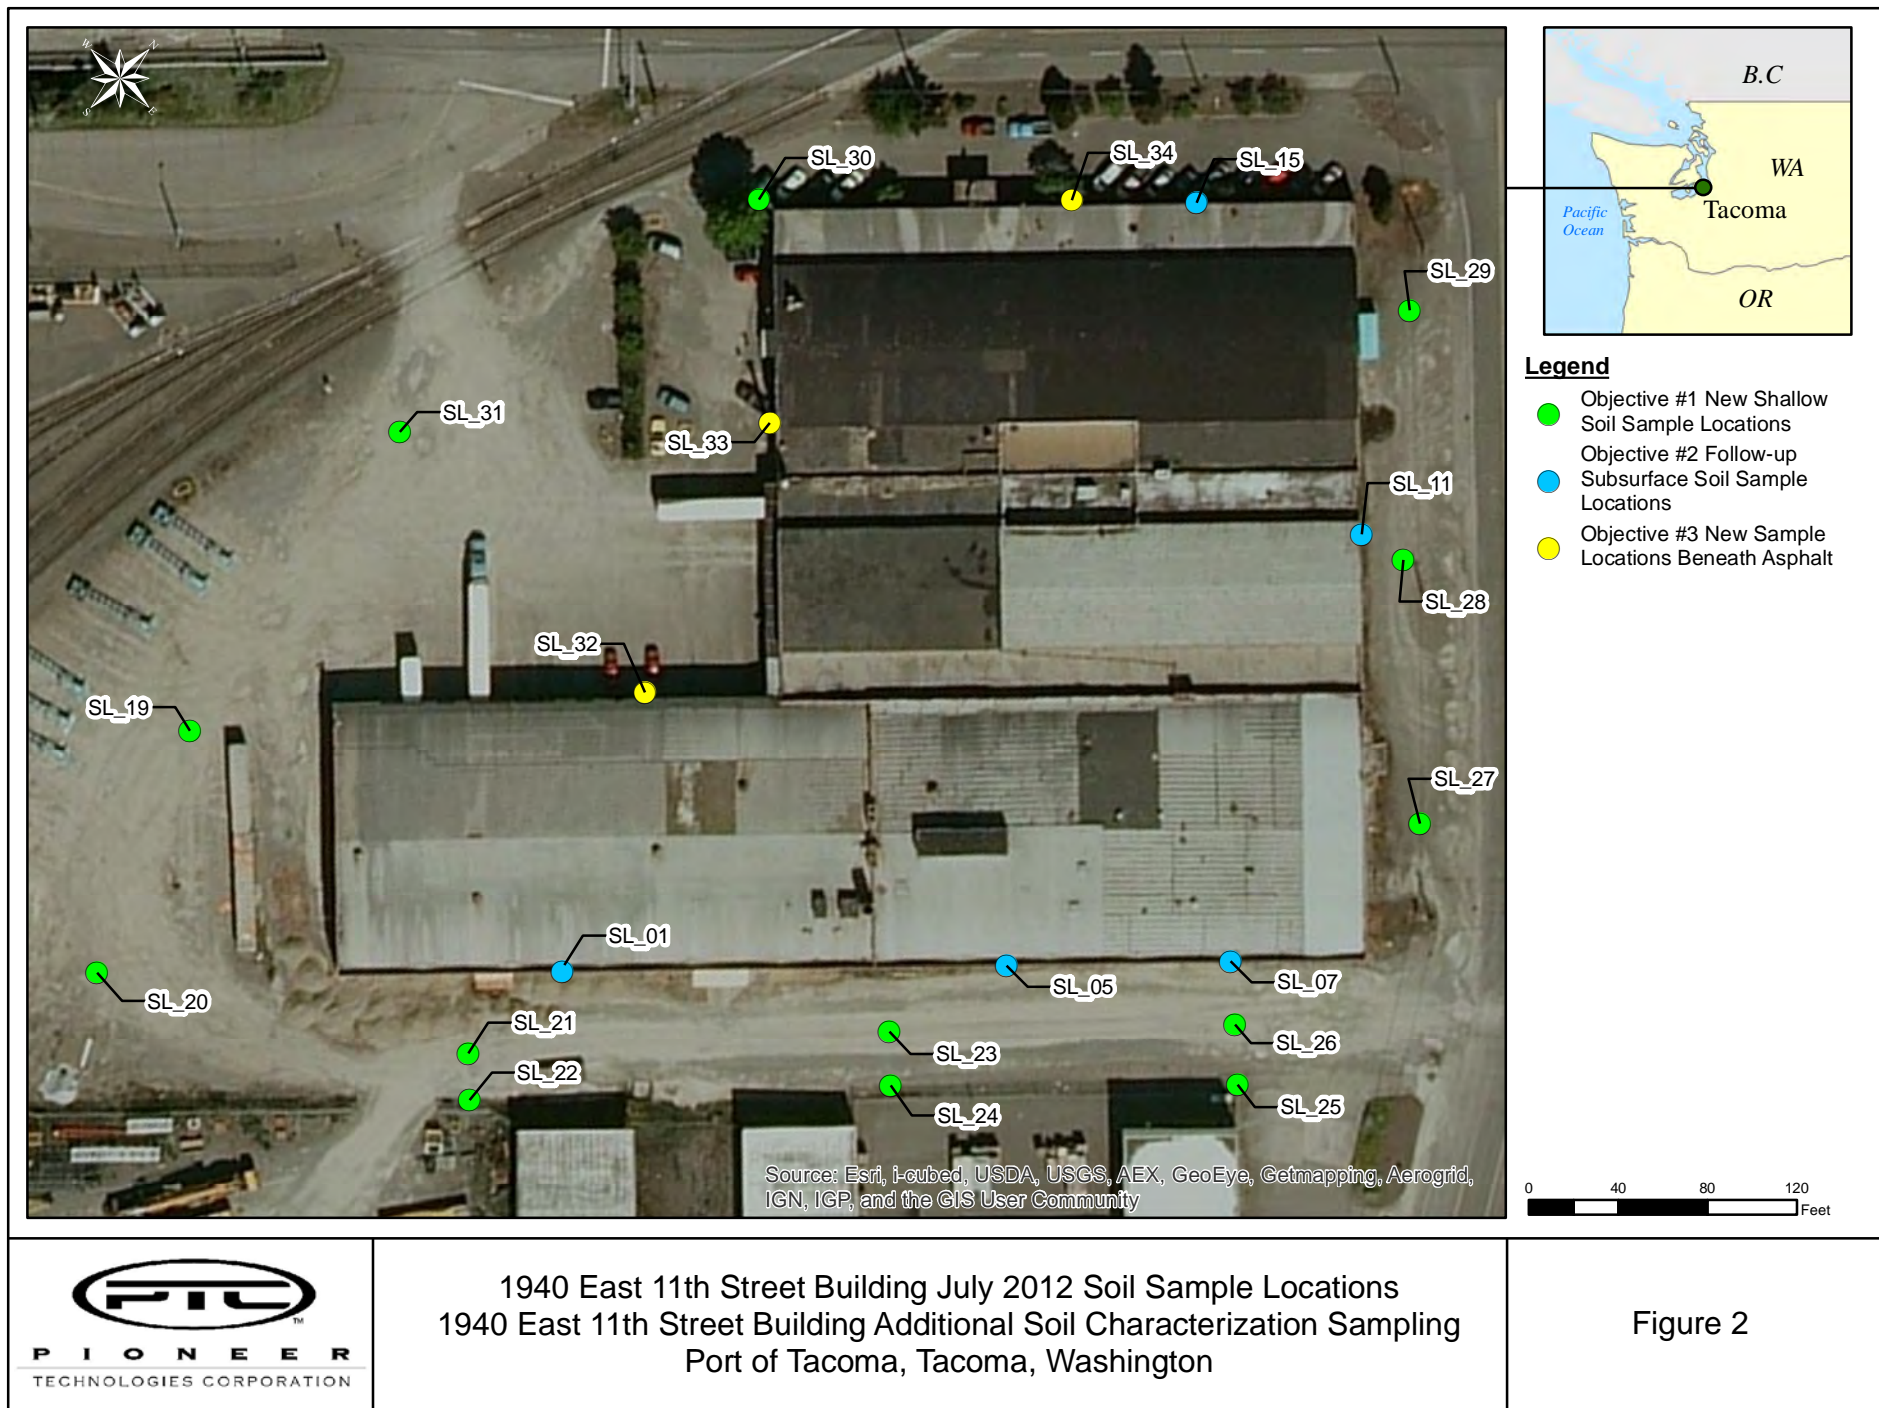 W
N
S
E
SL_30
SL_34
SL_15
SL_29
SL_31
SL_33
SL_11
SL_28
SL_32
SL_19
SL_27
SL_01
SL_05
SL_07
SL_20
SL_21
SL_23
SL_26
SL_22
SL_24
SL_25
Source: Esri, i-cubed, USDA, USGS, AEX, GeoEye, Getmapping, Aerogrid,
IGN, IGP, and the GIS User Community
B.C
WA
Tacoma
Pacific
Ocean
OR
Legend
Objective #1 New Shallow
Soil Sample Locations
Objective #2 Follow-up
Subsurface Soil Sample
Locations
Objective #3 New Sample
Locations Beneath Asphalt
0 40 80 120
Feet
PTC
TM
PIONEER
TECHNOLOGIES CORPORATION
1940 East 11th Street Building July 2012 Soil Sample Locations
1940 East 11th Street Building Additional Soil Characterization Sampling
Port of Tacoma, Tacoma, Washington
Figure 2